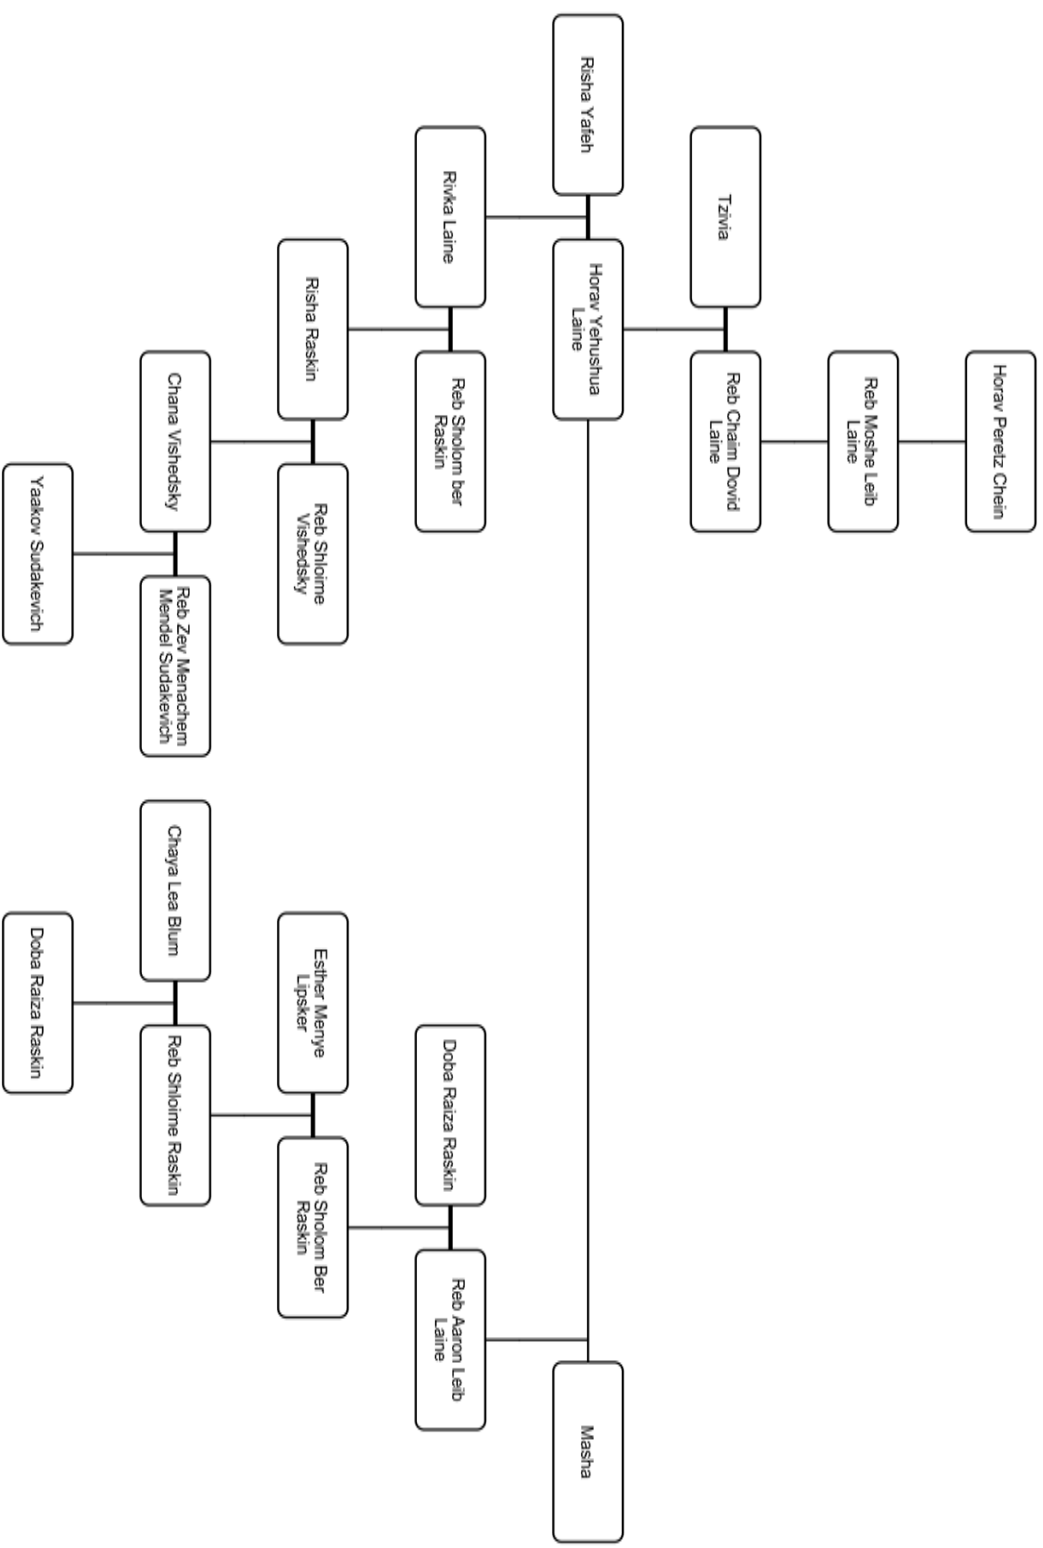 Horav Peretz Chein
Reb Moshe Leib
Laine
Tzivia
Reb Chaim Dovid
Laine
Risha Yafeh
Horav Yehushua
Laine
Masha
Rivka Laine
Reb Sholom ber
Raskin
Doba Raiza Raskin
Reb Aaron Leib
Laine
Risha Raskin
Reb Shloime
Vishedsky
Esther Menye
Lipsker
Reb Sholom Ber
Raskin
Chana Vishedsky
Reb Zev Menachem
Mendel Sudakevich
Chaya Lea Blum
Reb Shloime Raskin
Yaakov Sudakevich
Doba Raiza Raskin